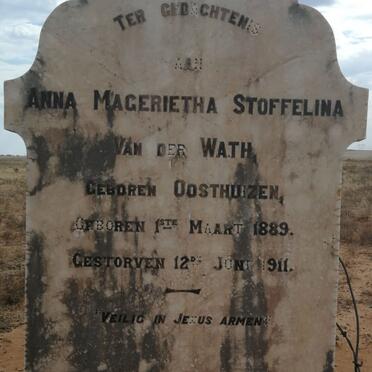 TER GEDACHTENIS
AAN
ANNA MAGERIETHA STOFFELINA
VAN DER WATH
GEBOREN OOSTHUIZEN,
GEBOREN 1STE MAART 1889.
GESTORVEN 12DE JUNI 1911.
"VEILIG IN JESUS ARMEN"